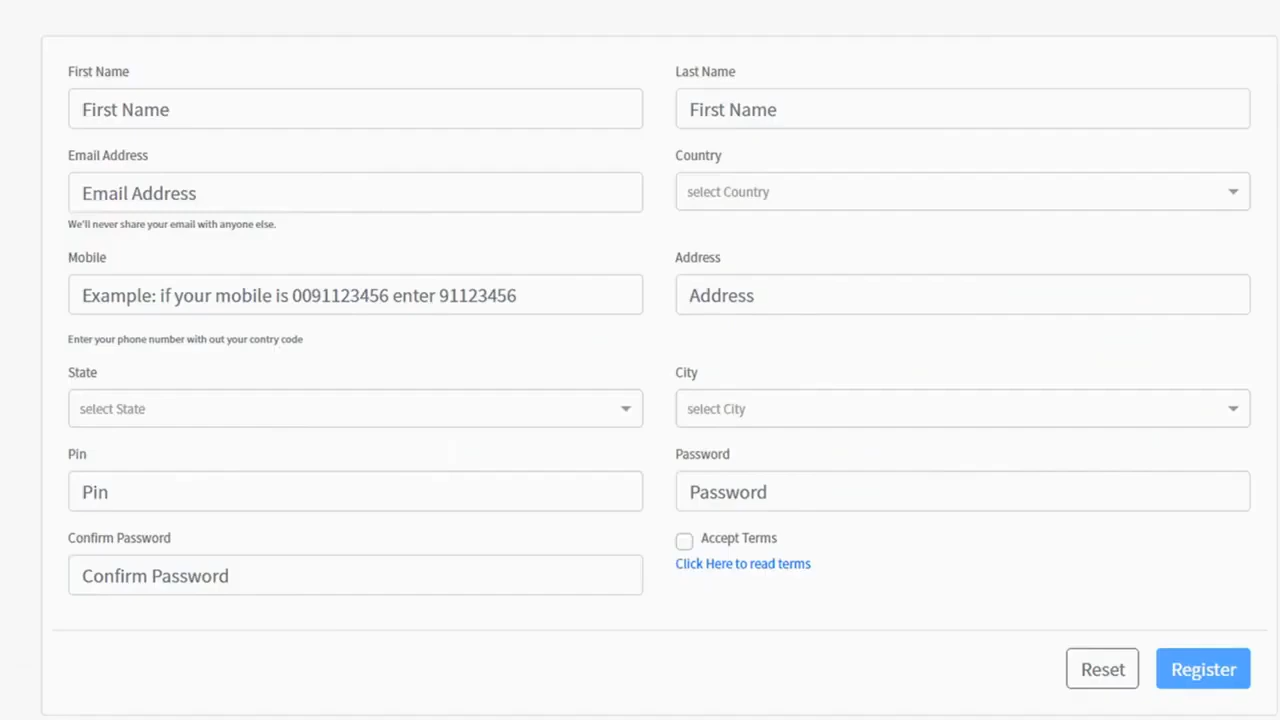 First Name
Last Name
First Name
First Name
Email Address
Country
Email Address
select Country
We'll never share your email with anyone else.
Mobile
Address
Example: if your mobile is 0091123456 enter 91123456
Address
Enter your phone number with out your contry code
State
City
select State
select City
Pin
Password
Pin
Password
Confirm Password
Accept Terms
Click Here to read terms
Confirm Password
Reset
Register